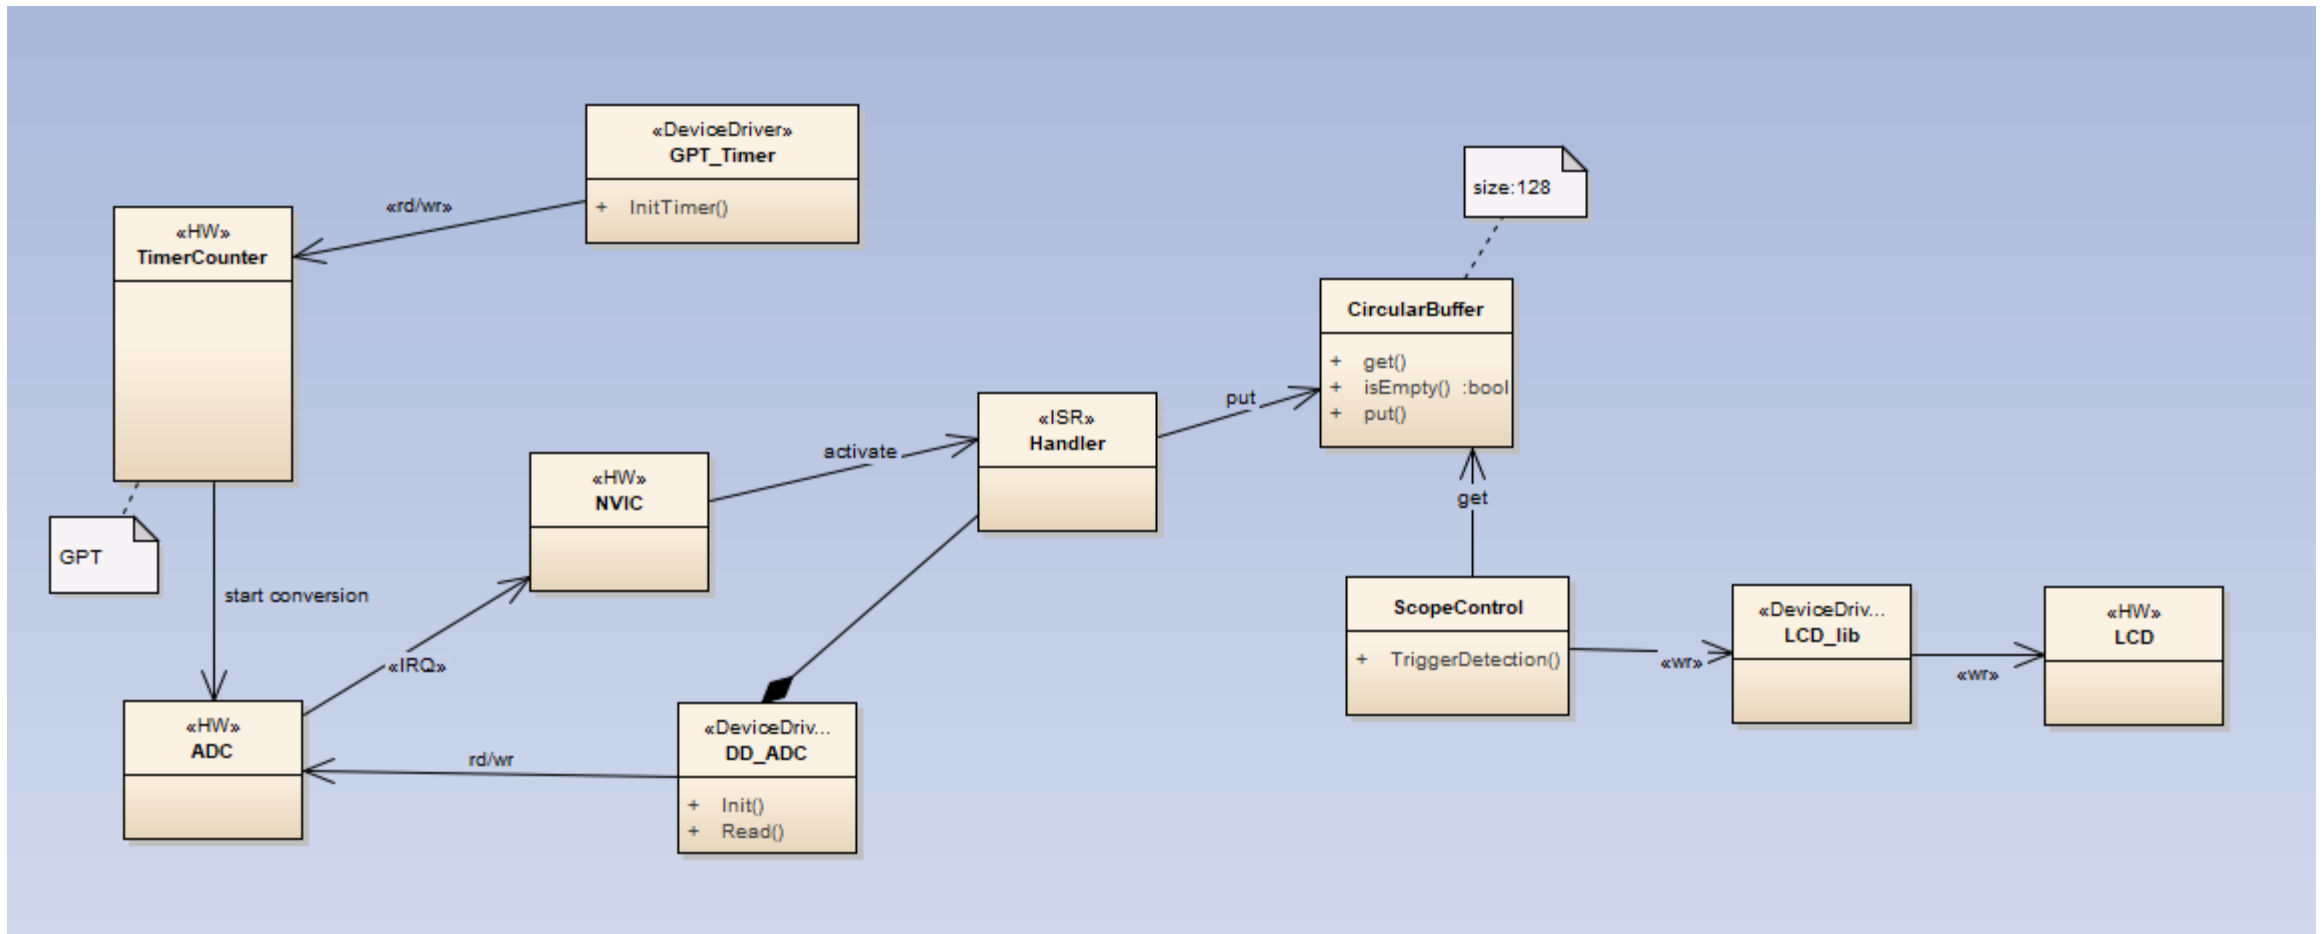 «DeviceDriver»
GPT_Timer
+ InitTimer()
«rd/wr»
«HW»
TimerCounter
GPT
start conversion
«HW»
ADC
«IRQ»
«HW»
NVIC
activate
«ISR»
Handler
put
size:128
CircularBuffer
+ get()
+ isEmpty() :bool
+ put()
get
rd/wr
«DeviceDriv...
DD_ADC
+ Init()
+ Read()
ScopeControl
+ TriggerDetection()
«wr»
«DeviceDriv...
LCD_lib
«wr»
«HW»
LCD